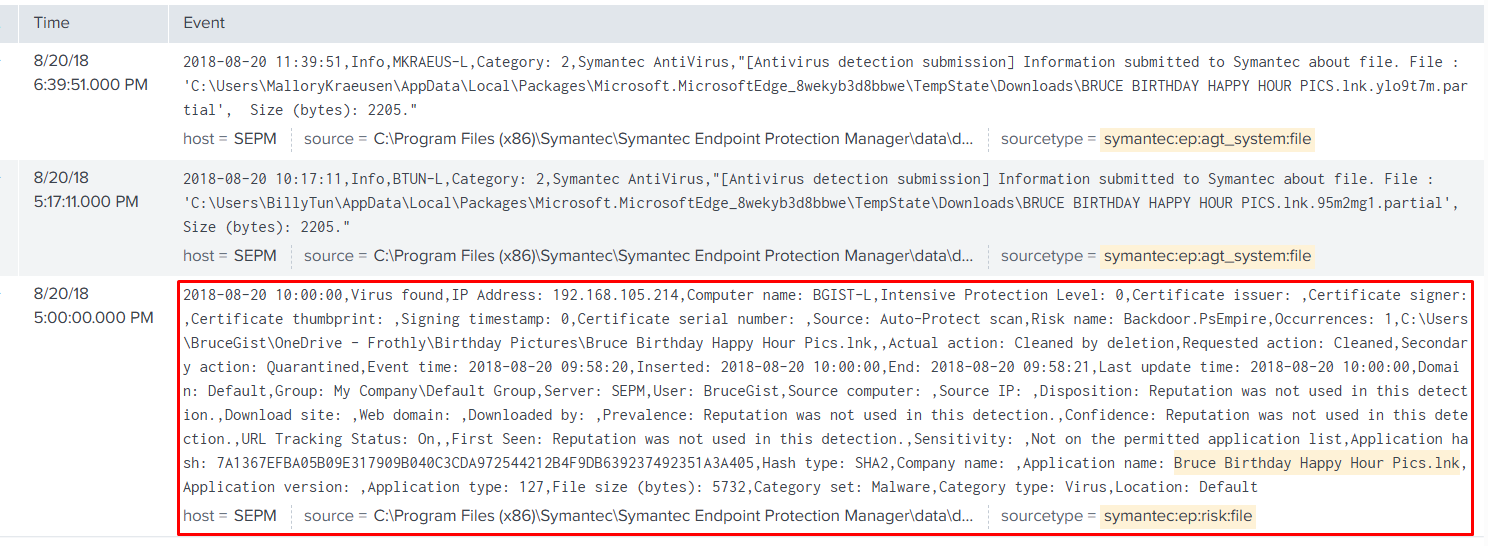 Time Event
8/20/18
6:39:51.000 PM
2018-08-20 11:39:51,Info,MKRAEUS-L,Category: 2,Symantec AntiVirus,"[Antivirus detection submission] Information submitted to Symantec about file. File :
'C:\Users\MalloryKraeusen\AppData\Local\Packages\Microsoft.MicrosoftEdge_8wekyb3d8bbwe\TempState\Downloads\BRUCE BIRTHDAY HAPPY HOUR PICS.lnk.ylo9t7m.par
tial',  Size (bytes): 2205."
host = SEPM source = C:\Program Files (x86)\Symantec\Symantec Endpoint Protection Manager\data\d... sourcetype = symantec:ep:agt_system:file
8/20/18
5:17:11.000 PM
2018-08-20 10:17:11,Info,BTUN-L,Category: 2,Symantec AntiVirus,"[Antivirus detection submission] Information submitted to Symantec about file. File :
'C:\Users\BillyTun\AppData\Local\Packages\Microsoft.MicrosoftEdge_8wekyb3d8bbwe\TempState\Downloads\BRUCE BIRTHDAY HAPPY HOUR PICS.lnk.95m2mg1.partial',
Size (bytes): 2205."
host = SEPM source = C:\Program Files (x86)\Symantec\Symantec Endpoint Protection Manager\data\d... sourcetype = symantec:ep:agt_system:file
8/20/18
5:00:00.000 PM
2018-08-20 10:00:00,Virus found,IP Address: 192.168.105.214,Computer name: BGIST-L,Intensive Protection Level: 0,Certificate issuer: ,Certificate signer:
,Certificate thumbprint: ,Signing timestamp: 0,Certificate serial number: ,Source: Auto-Protect scan,Risk name: Backdoor.PsEmpire,Occurrences: 1,C:\Users
\BruceGist\OneDrive - Frothly\Birthday Pictures\Bruce Birthday Happy Hour Pics.lnk,,Actual action: Cleaned by deletion,Requested action: Cleaned,Secondar
y action: Quarantined,Event time: 2018-08-20 09:58:20,Inserted: 2018-08-20 10:00:00,End: 2018-08-20 09:58:21,Last update time: 2018-08-20 10:00:00,Domai
n: Default,Group: My Company\Default Group,Server: SEPM,User: BruceGist,Source computer: ,Source IP: ,Disposition: Reputation was not used in this detect
ion.,Download site: ,Web domain: ,Downloaded by: ,Prevalence: Reputation was not used in this detection.,Confidence: Reputation was not used in this dete
ction.,URL Tracking Status: On,,First Seen: Reputation was not used in this detection.,Sensitivity: ,Not on the permitted application list,Application ha
sh: 7A1367EFBA05B09E317909B040C3CDA972544212B4F9DB639237492351A3A405,Hash type: SHA2,Company name: ,Application name: Bruce Birthday Happy Hour Pics.lnk,
Application version: ,Application type: 127,File size (bytes): 5732,Category set: Malware,Category type: Virus,Location: Default
host = SEPM source = C:\Program Files (x86)\Symantec\Symantec Endpoint Protection Manager\data\d... sourcetype = symantec:ep:risk:file